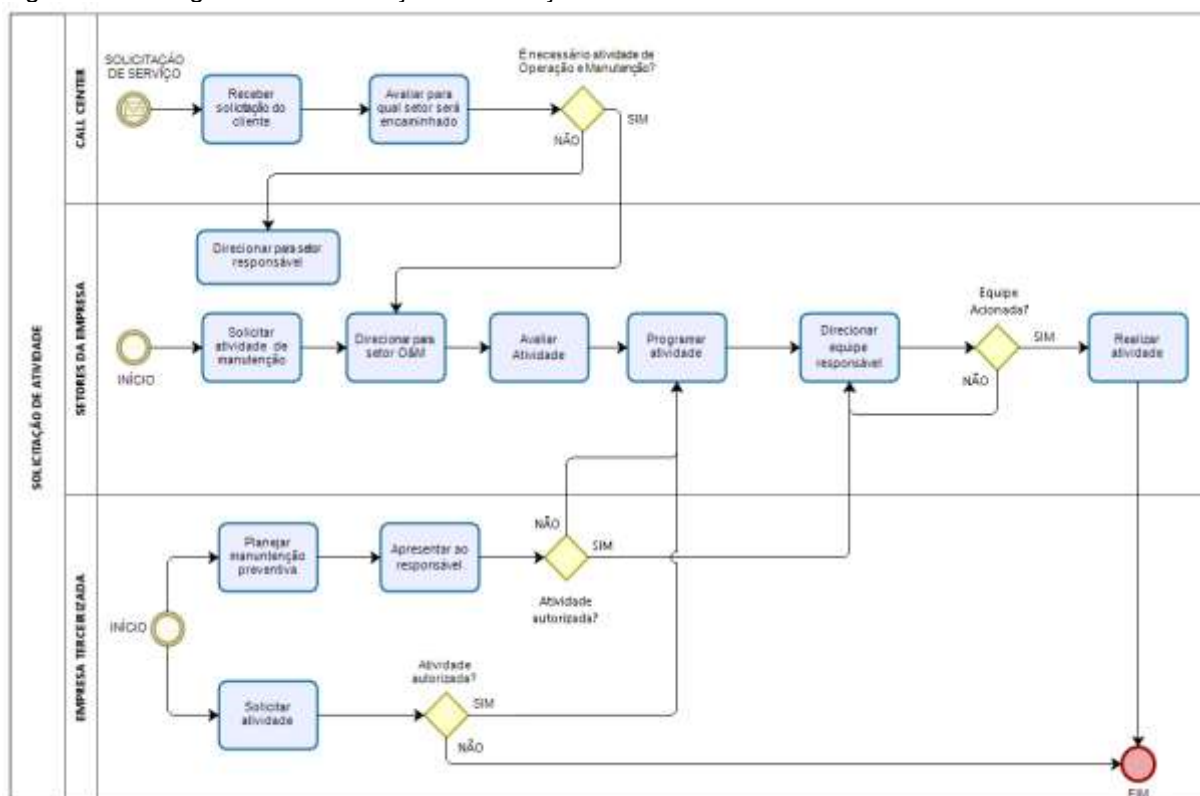 SOLICITAÇÃO DE ATIVIDADE
CALL CENTER
SOLICITAÇÃO
DE SERVIÇO
Receber
solicitação do
cliente
Avaliar para
qual setor será
encaminhado
É necessário atividade de
Operação e Manutenção?
SIM
NÃO
SETORES DA EMPRESA
Direcionar para setor
responsável
INÍCIO
Solicitar
atividade de
manutenção
Direcionar para
setor O&M
Avaliar
Atividade
Programar
atividade
Direcionar
equipe
responsável
Equipe
Acionada?
SIM
NÃO
Realizar
atividade
EMPRESA TERCEIRIZADA
INÍCIO
Planejar
manuntenção
preventiva
Apresentar ao
responsável
NÃO
SIM
Atividade
autorizada?
Solicitar
atividade
Atividade
autorizada?
SIM
NÃO
FIM